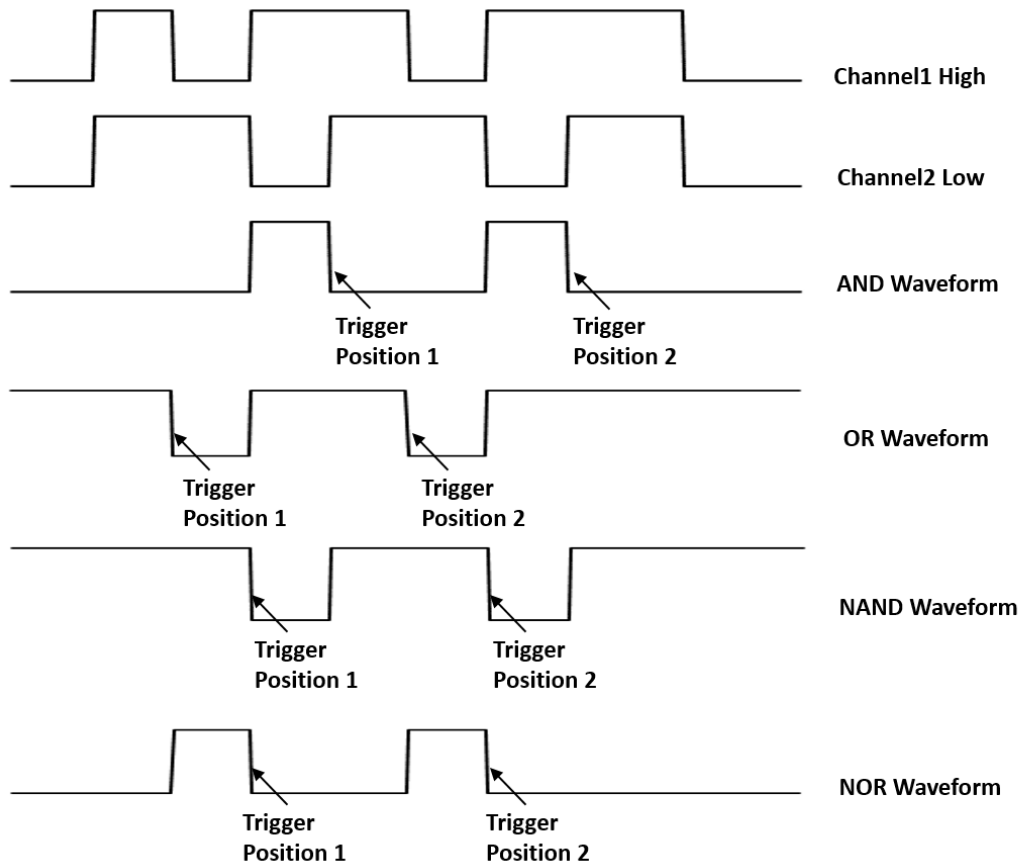 Channel1 High
Channel2 Low
AND Waveform
Trigger
Position 1
Trigger
Position 2
OR Waveform
Trigger
Position 1
Trigger
Position 2
NAND Waveform
Trigger
Position 1
Trigger
Position 2
NOR Waveform
Trigger
Position 1
Trigger
Position 2